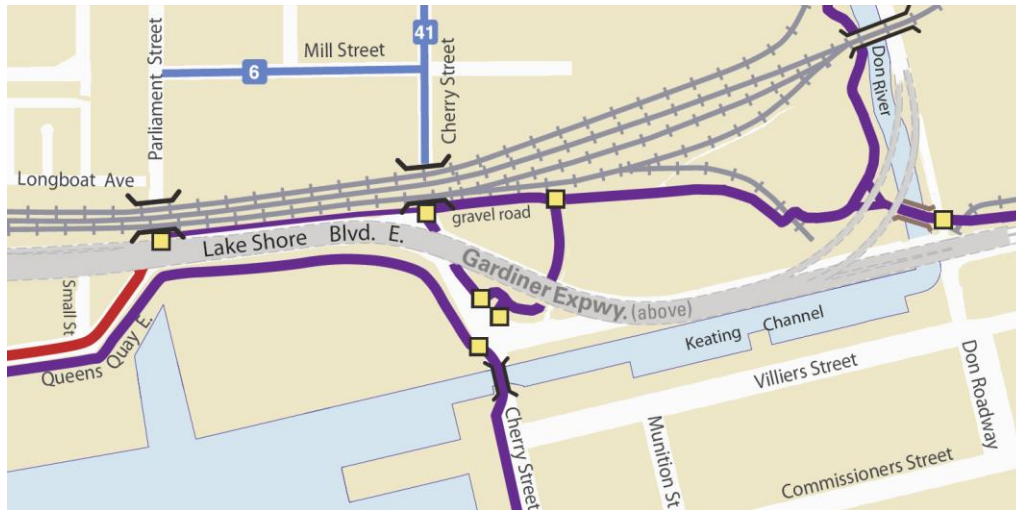 Parliament Street
Mill Street
6
41
Cherry Street
Don River
Longboat Ave
gravel road
Lake Shore Blvd. E.
Gardiner Expwy. (above)
Small St
Queens Quay E.
Keating Channel
Villiers Street
Don Roadway
Cherry Street
Munition St
Commissioners Street